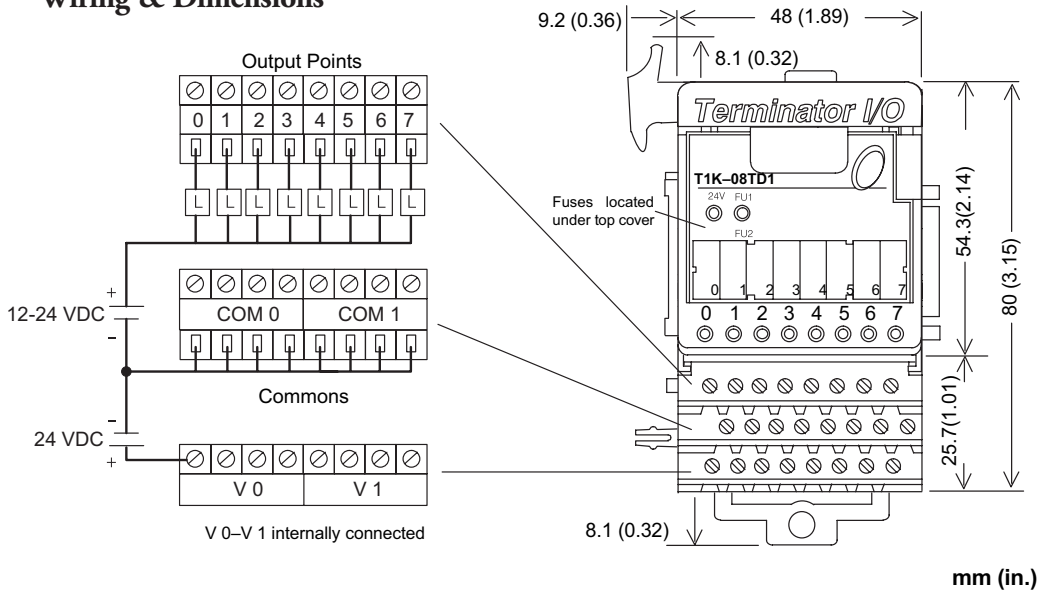 Wiring & Dimensions
9.2 (0.36)
48 (1.89)
8.1 (0.32)
Output Points
0 1 2 3 4 5 6 7
L L L L L L L L
+
12-24 VDC
-
COM 0 COM 1
Commons
-
24 VDC
+
V 0 V 1
V 0–V 1 internally connected
Terminator I/O
T1K–08TD1
24V FU1
FU2
Fuses located
under top cover
0 1 2 3 4 5 6 7
0 1 2 3 4 5 6 7
54.3(2.14)
80 (3.15)
25.7(1.01)
8.1 (0.32)
mm (in.)